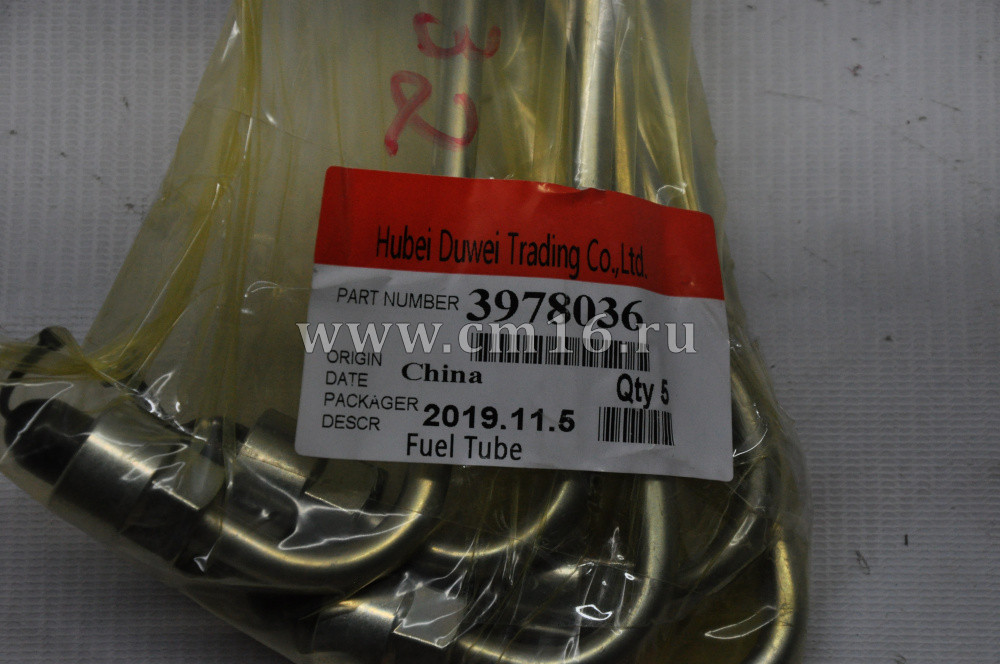 Hubei Duwei Trading Co.,Ltd.
PART NUMBER 3978036
www.cm16.ru
ORIGIN China
DATE
Qty 5
PACKAGER 2019.11.5
DESCR Fuel Tube